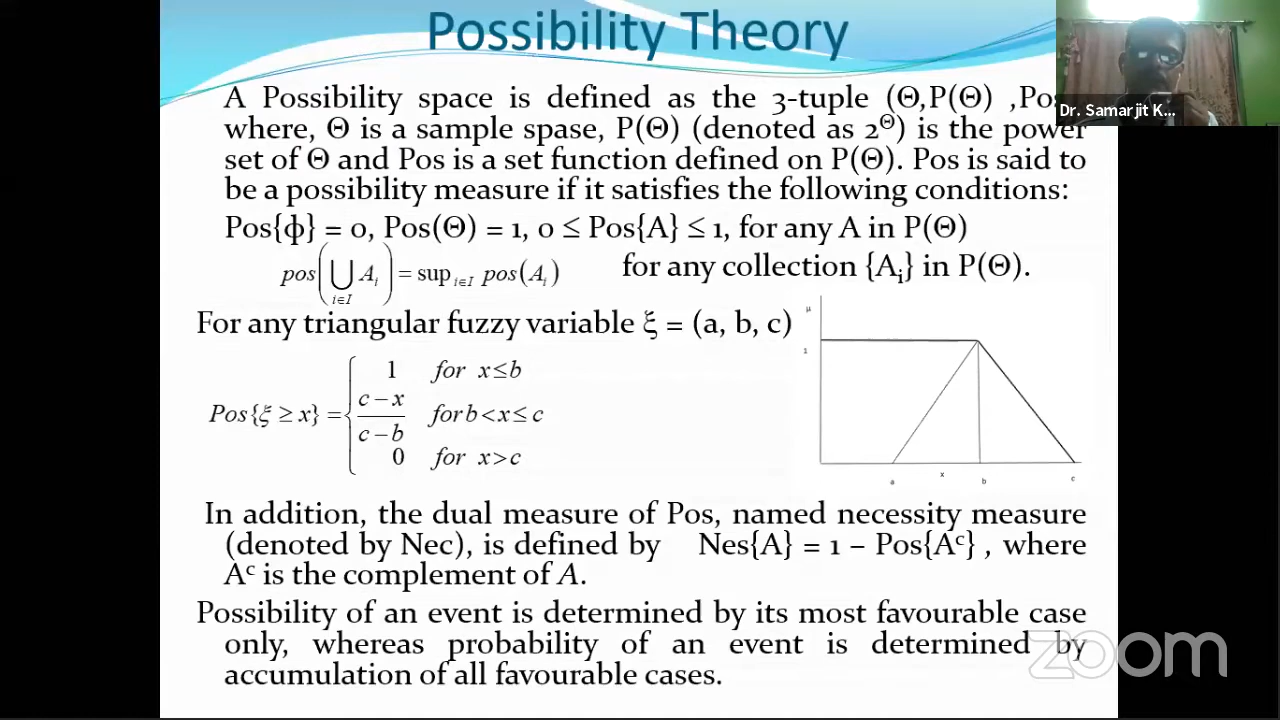 Possibility Theory
A Possibility space is defined as the 3-tuple (Θ,P(Θ) ,Pos
where, Θ is a sample spase, P(Θ) (denoted as 2^Θ) is the power
set of Θ and Pos is a set function defined on P(Θ). Pos is said to
be a possibility measure if it satisfies the following conditions:
Pos{ф} = 0, Pos(Θ) = 1, 0 ≤ Pos{A} ≤ 1, for any A in P(Θ)
pos(⋃_{i∈I} A_i) = sup_{i∈I} pos(A_i) for any collection {A_i} in P(Θ).
For any triangular fuzzy variable ξ = (a, b, c)
1 for x≤b
Pos{ξ ≥ x} = { (c−x)/(c−b) for b<x≤c
0 for x>c
μ
1
a x b c
In addition, the dual measure of Pos, named necessity measure
(denoted by Nec), is defined by Nes{A} = 1 – Pos{A^c} , where
A^c is the complement of A.
Possibility of an event is determined by its most favourable case
only, whereas probability of an event is determined by
accumulation of all favourable cases.
Dr. Samarjit K...
zoom